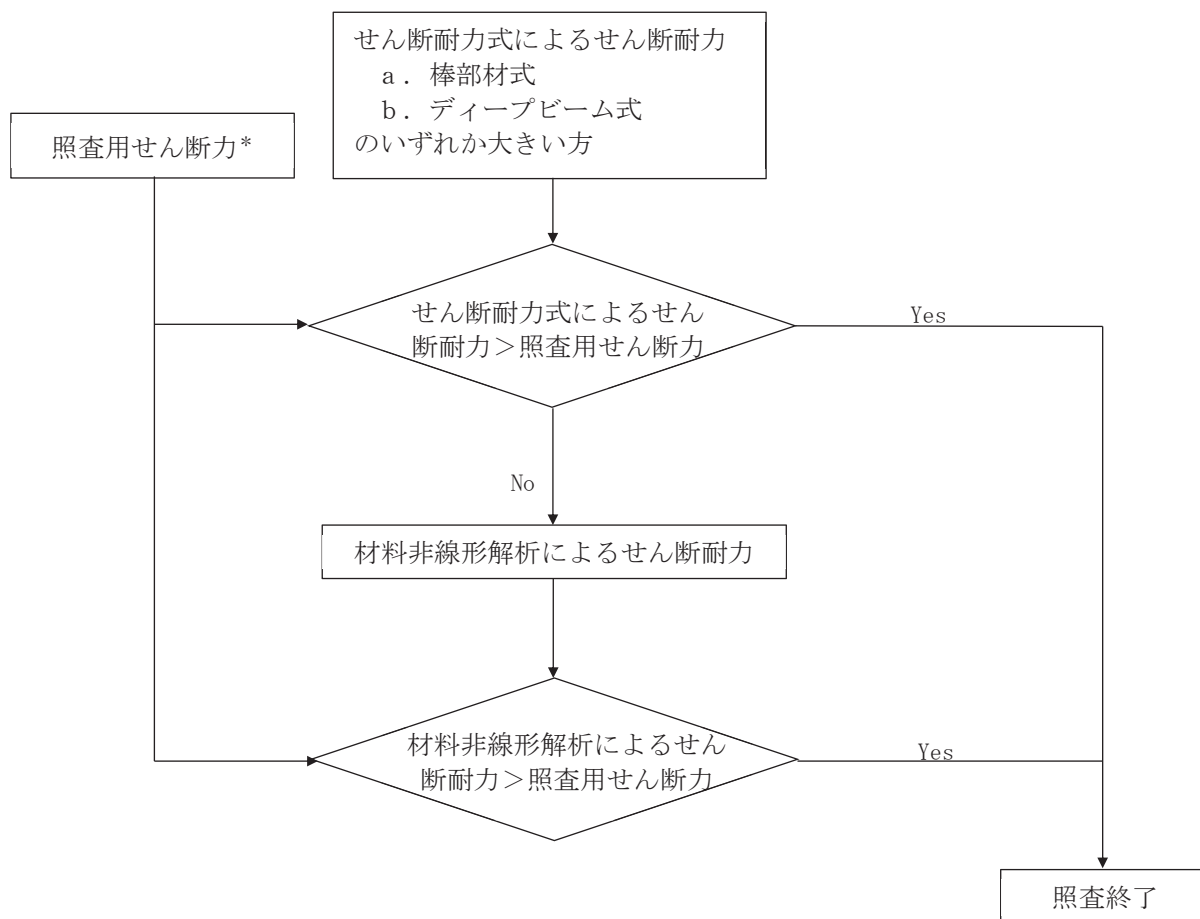 せん断耐力式によるせん断耐力
a．棒部材式
b．ディープビーム式
のいずれか大きい方
照査用せん断力*
せん断耐力式によるせん
断耐力＞照査用せん断力
Yes
No
材料非線形解析によるせん断耐力
材料非線形解析によるせん
断耐力＞照査用せん断力
Yes
照査終了